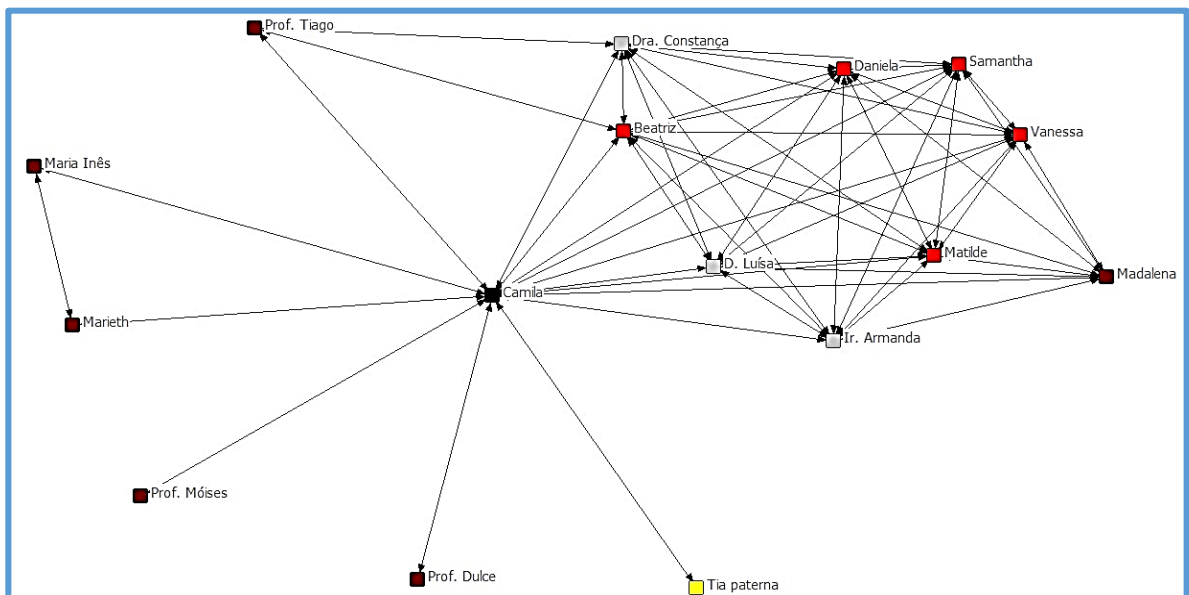 Prof. Tiago
Dra. Constança
Daniela
Samantha
Beatriz
Vanessa
Maria Inês
D. Luísa
Matilde
Madalena
Camila
Marieth
Ir. Armanda
Prof. Móises
Prof. Dulce
Tia paterna